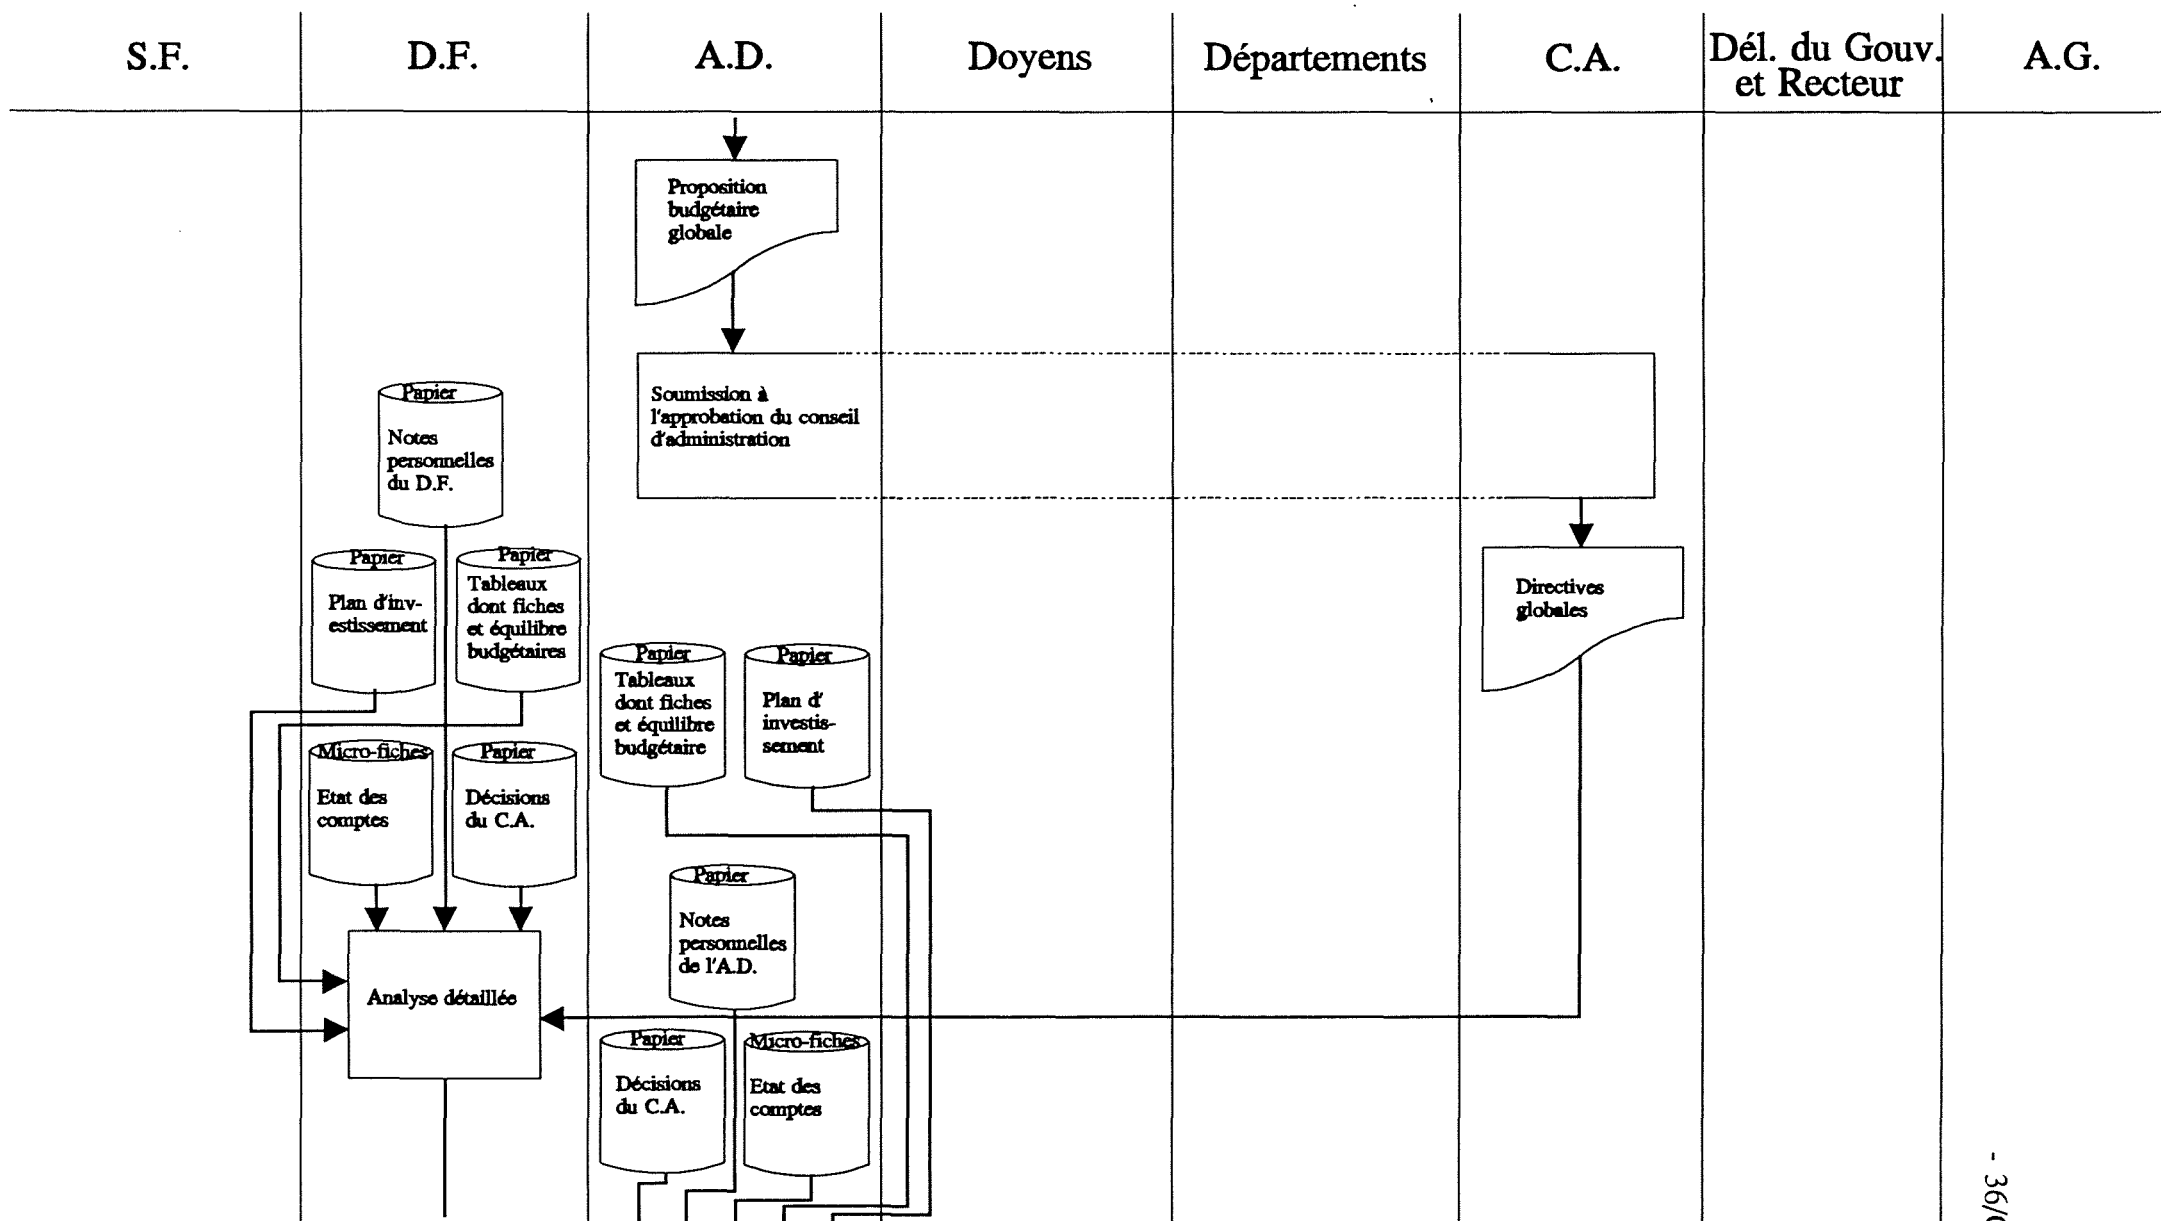 S.F.
D.F.
A.D.
Doyens
Départements
C.A.
Dél. du Gouv.
et Recteur
A.G.
Proposition
budgétaire
globale
Soumission à
l'approbation du conseil
d'administration
Papier
Notes
personnelles
du D.F.
Papier
Plan d'inv-
estissement
Papier
Tableaux
dont fiches
et équilibre
budgétaires
Directives
globales
Papier
Tableaux
dont fiches
et équilibre
budgétaire
Papier
Plan d'
investis-
sement
Micro-fiches
Etat des
comptes
Papier
Décisions
du C.A.
Papier
Notes
personnelles
de l'A.D.
Analyse détaillée
Papier
Décisions
du C.A.
Micro-fiches
Etat des
comptes
- 36/